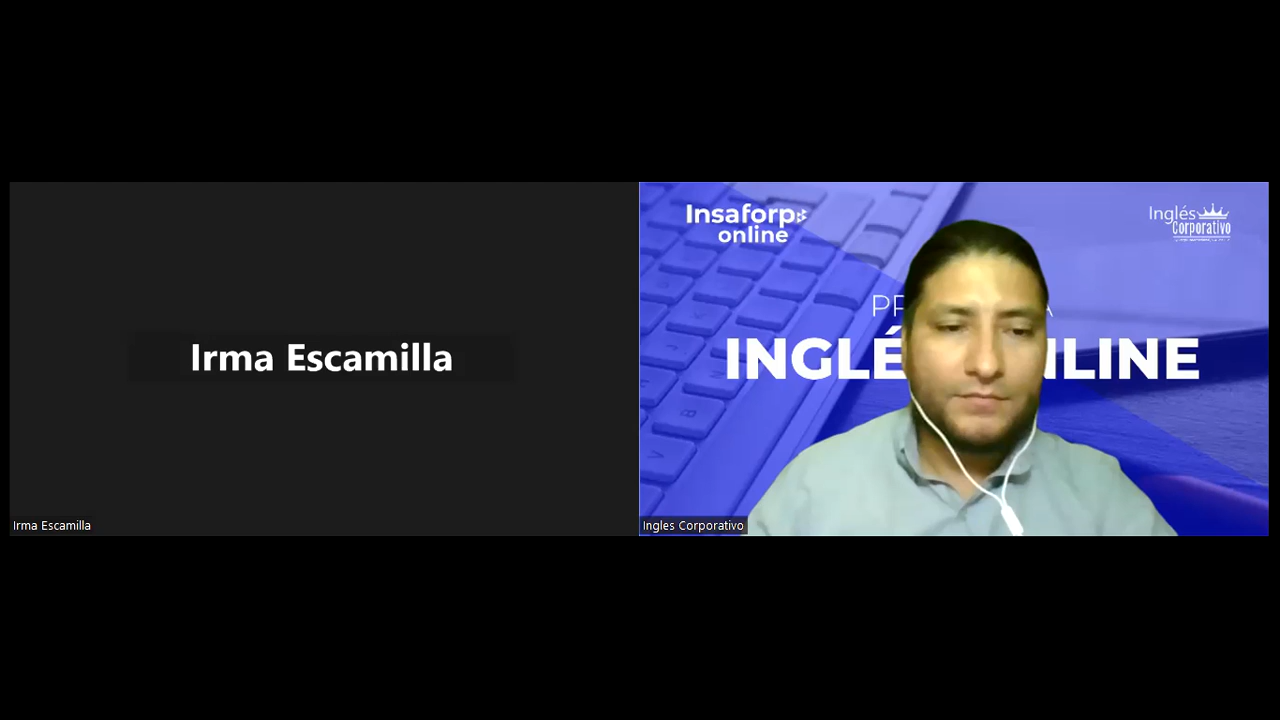 Irma Escamilla
Irma Escamilla
Insaforp
online
Inglés
Corporativo
INGLÉ
NLINE
Ingles Corporativo